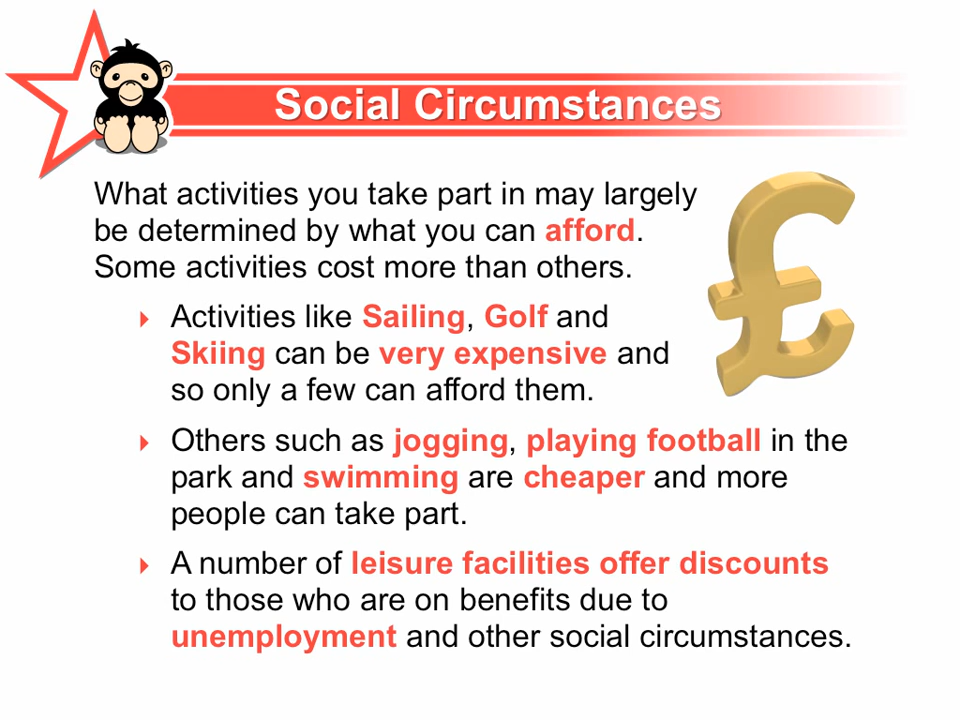 Social Circumstances
What activities you take part in may largely
be determined by what you can afford.
Some activities cost more than others.
Activities like Sailing, Golf and
Skiing can be very expensive and
so only a few can afford them.
Others such as jogging, playing football in the
park and swimming are cheaper and more
people can take part.
A number of leisure facilities offer discounts
to those who are on benefits due to
unemployment and other social circumstances.
£